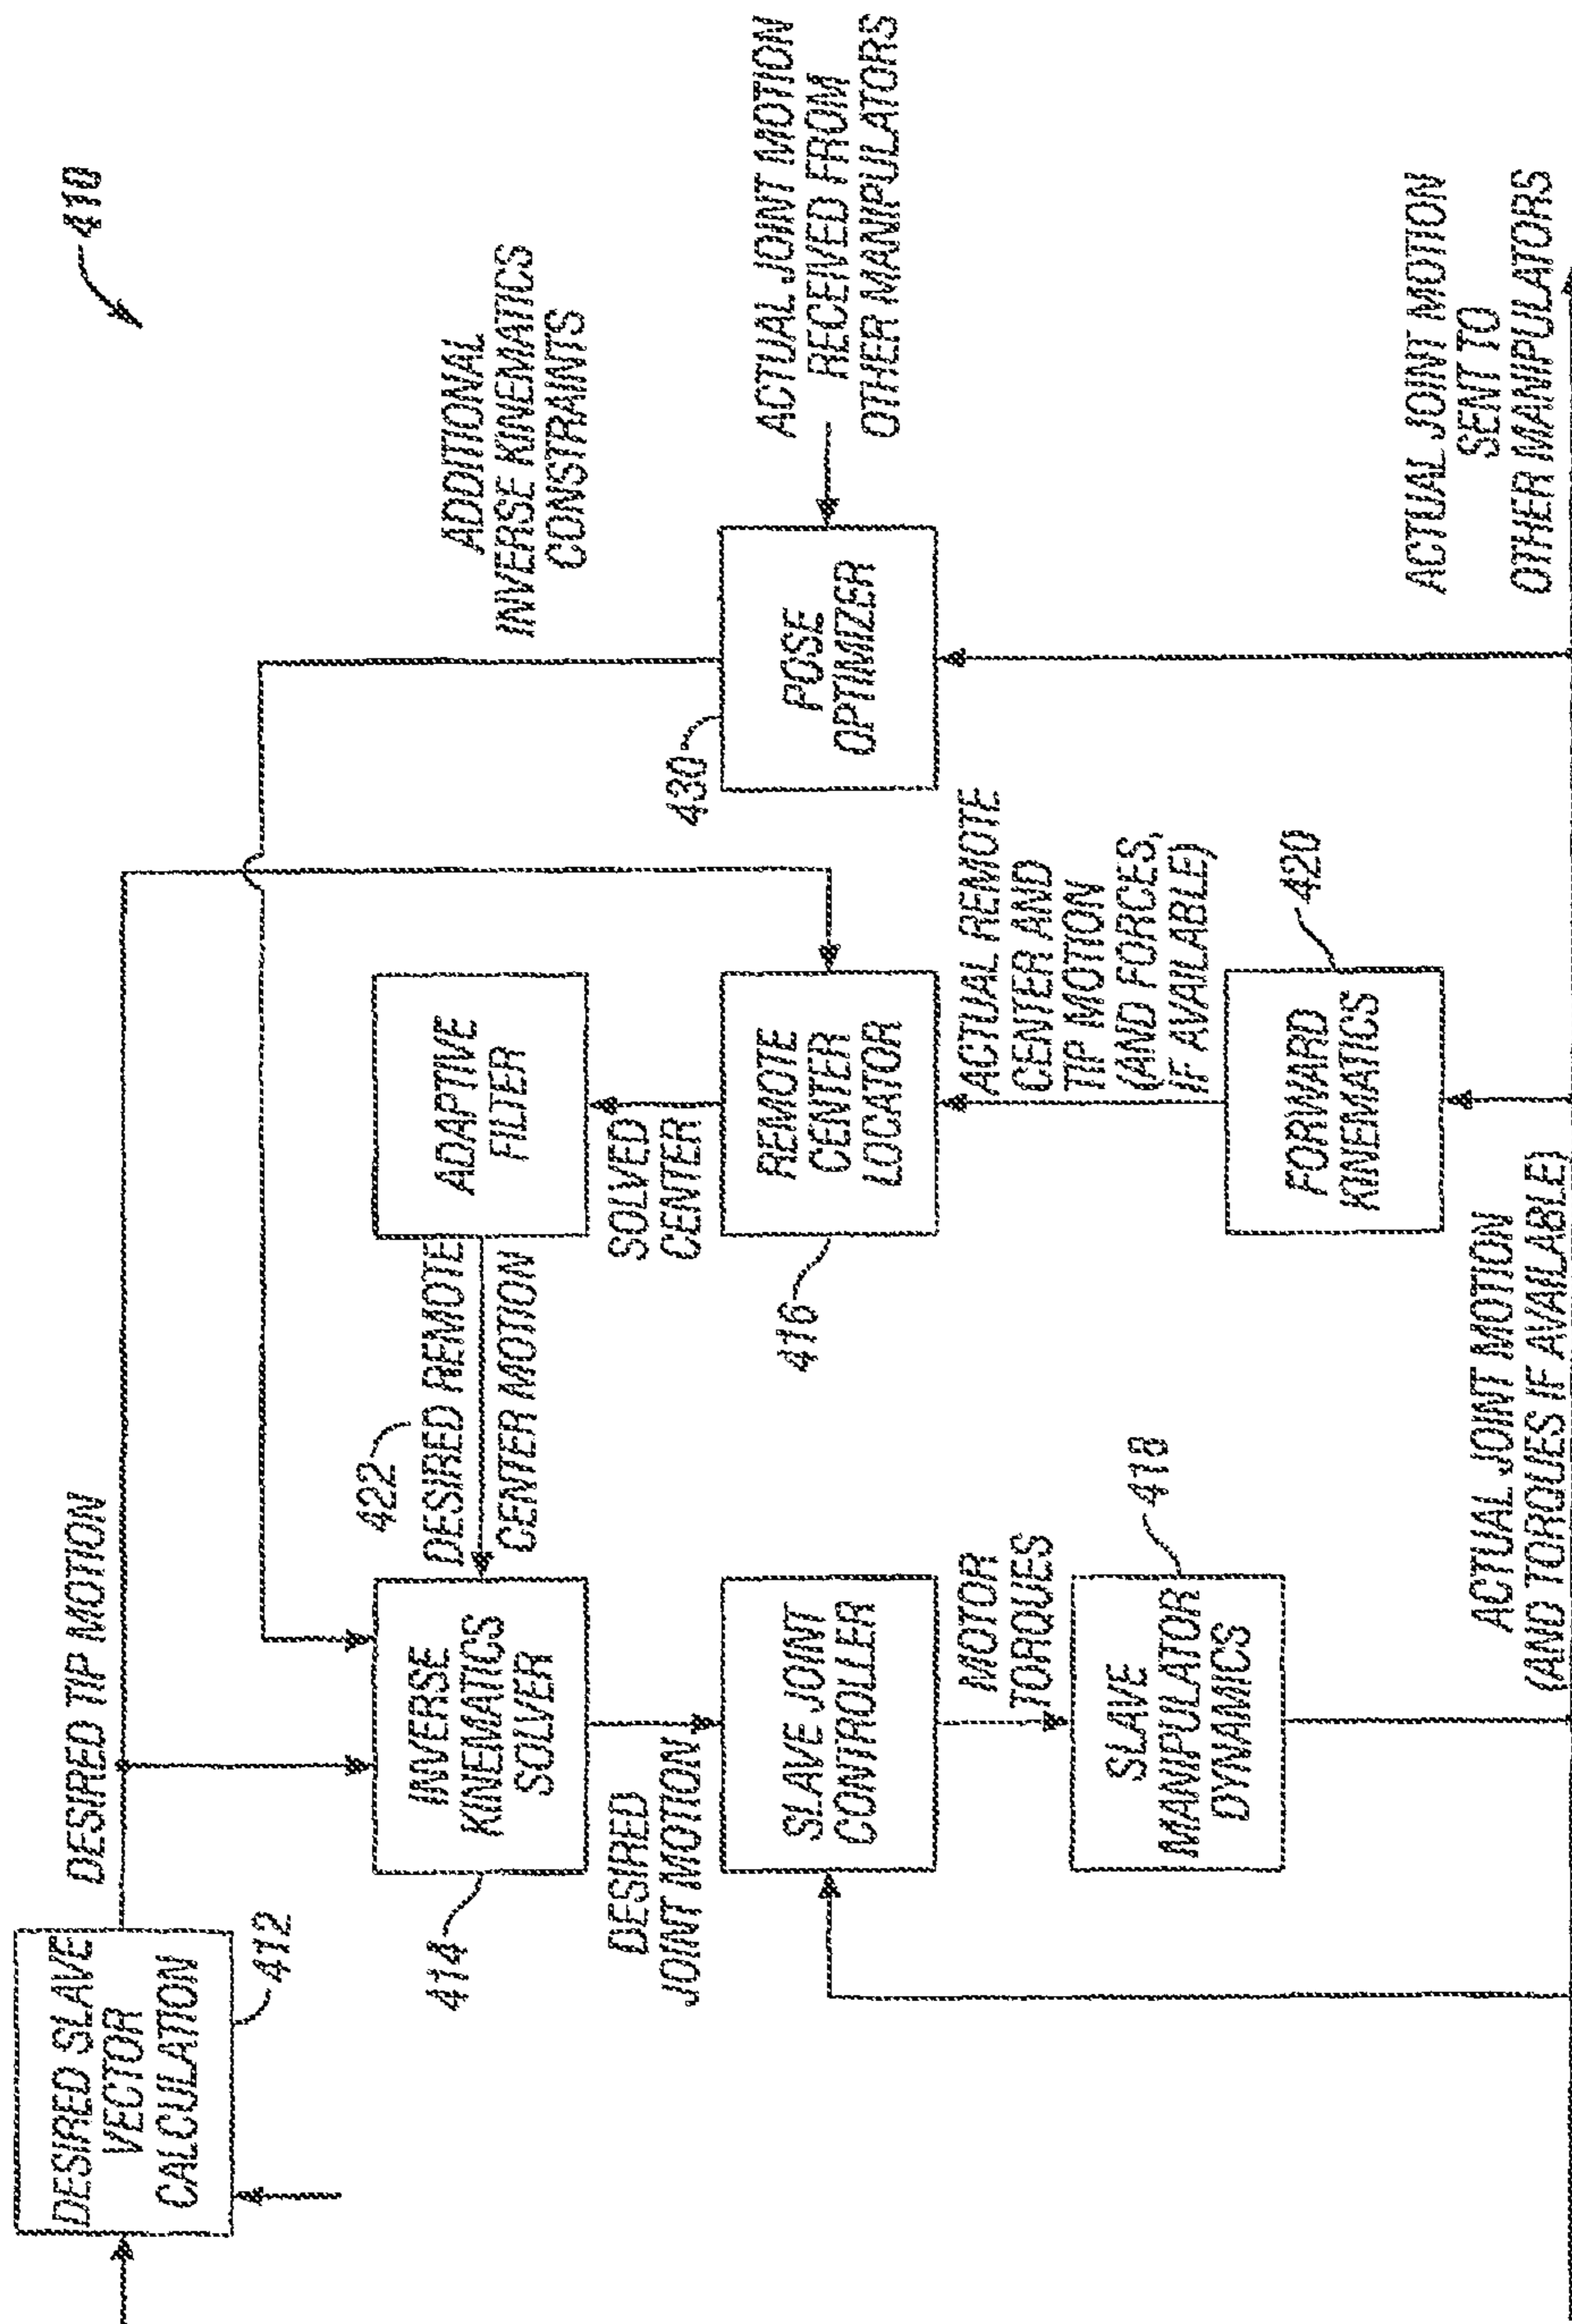 410
DESIRED SLAVE
VECTOR
CALCULATION
412
DESIRED TIP MOTION
ADDITIONAL
INVERSE KINEMATICS
CONSTRAINTS
INVERSE
KINEMATICS
SOLVER
414
422
DESIRED REMOTE
CENTER MOTION
ADAPTIVE
FILTER
DESIRED
JOINT MOTION
SOLVED
CENTER
SLAVE JOINT
CONTROLLER
416
REMOTE
CENTER
LOCATOR
430
POSE
OPTIMIZER
ACTUAL JOINT MOTION
RECEIVED FROM
OTHER MANIPULATORS
MOTOR
TORQUES
ACTUAL REMOTE
CENTER AND
TIP MOTION
(AND FORCES,
IF AVAILABLE)
SLAVE
MANIPULATOR
DYNAMICS
418
FORWARD
KINEMATICS
420
ACTUAL JOINT MOTION
(AND TORQUES IF AVAILABLE)
ACTUAL JOINT MOTION
SENT TO
OTHER MANIPULATORS